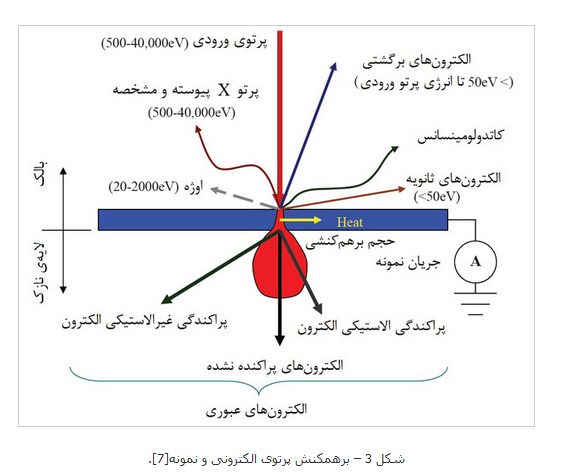 پرتوی ورودی (500-40,000eV)
الکترون‌های برگشتی
(>50eV تا انرژی پرتو ورودی)
پرتو X پیوسته و مشخصه
(500-40,000eV)
کاتدولومینسانس
الکترون‌های ثانویه
(<50eV)
اوژه (20-2000eV)
بالک
Heat
حجم برهم‌کنشی
جریان نمونه
A
لایه‌ی نازک
پراکندگی غیرالاستیکی الکترون
پراکندگی الاستیکی الکترون
الکترون‌های پراکنده نشده
الکترون‌های عبوری
شکل 3 – برهمکنش پرتوی الکترونی و نمونه[7].